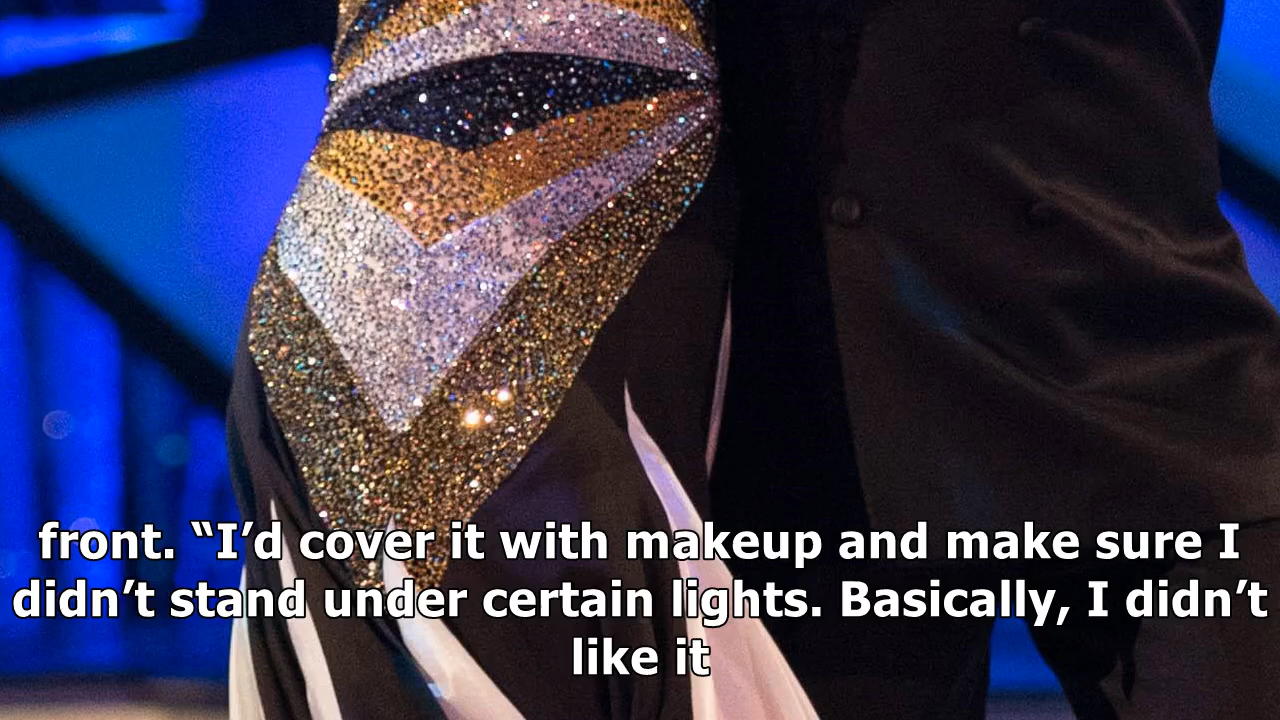 front. “I’d cover it with makeup and make sure I
didn’t stand under certain lights. Basically, I didn’t
like it